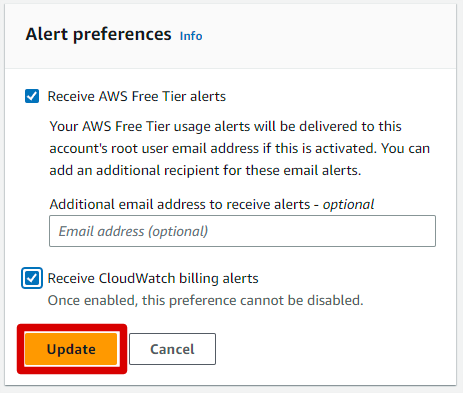 Alert preferences Info
Receive AWS Free Tier alerts
Your AWS Free Tier usage alerts will be delivered to this
account's root user email address if this is activated. You can
add an additional recipient for these email alerts.
Additional email address to receive alerts - optional
Email address (optional)
Receive CloudWatch billing alerts
Once enabled, this preference cannot be disabled.
Update Cancel